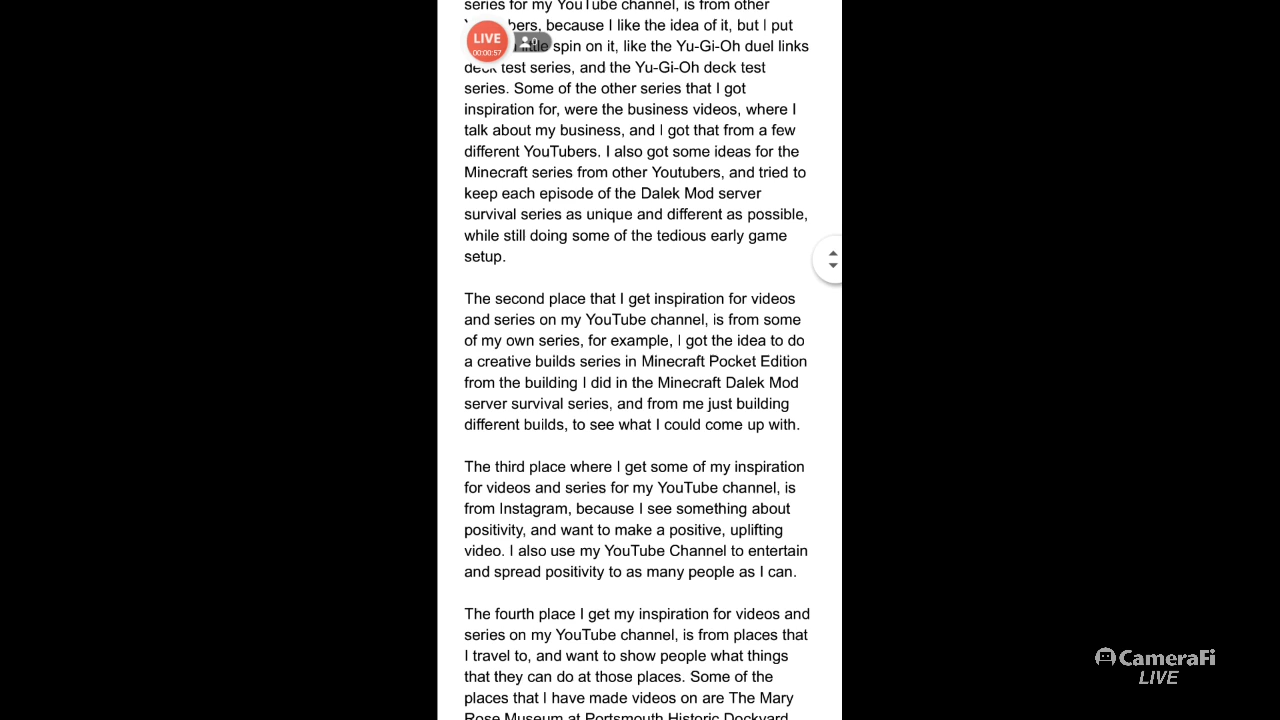 series for my YouTube channel, is from other
bers, because I like the idea of it, but I put
LIVE
00:00:57
0
little spin on it, like the Yu-Gi-Oh duel links
deck test series, and the Yu-Gi-Oh deck test
series. Some of the other series that I got
inspiration for, were the business videos, where I
talk about my business, and I got that from a few
different YouTubers. I also got some ideas for the
Minecraft series from other Youtubers, and tried to
keep each episode of the Dalek Mod server
survival series as unique and different as possible,
while still doing some of the tedious early game
setup.
The second place that I get inspiration for videos
and series on my YouTube channel, is from some
of my own series, for example, I got the idea to do
a creative builds series in Minecraft Pocket Edition
from the building I did in the Minecraft Dalek Mod
server survival series, and from me just building
different builds, to see what I could come up with.
The third place where I get some of my inspiration
for videos and series for my YouTube channel, is
from Instagram, because I see something about
positivity, and want to make a positive, uplifting
video. I also use my YouTube Channel to entertain
and spread positivity to as many people as I can.
The fourth place I get my inspiration for videos and
series on my YouTube channel, is from places that
I travel to, and want to show people what things
that they can do at those places. Some of the
places that I have made videos on are The Mary
Rose Museum at Portsmouth Historic Dockyard
CameraFi
LIVE